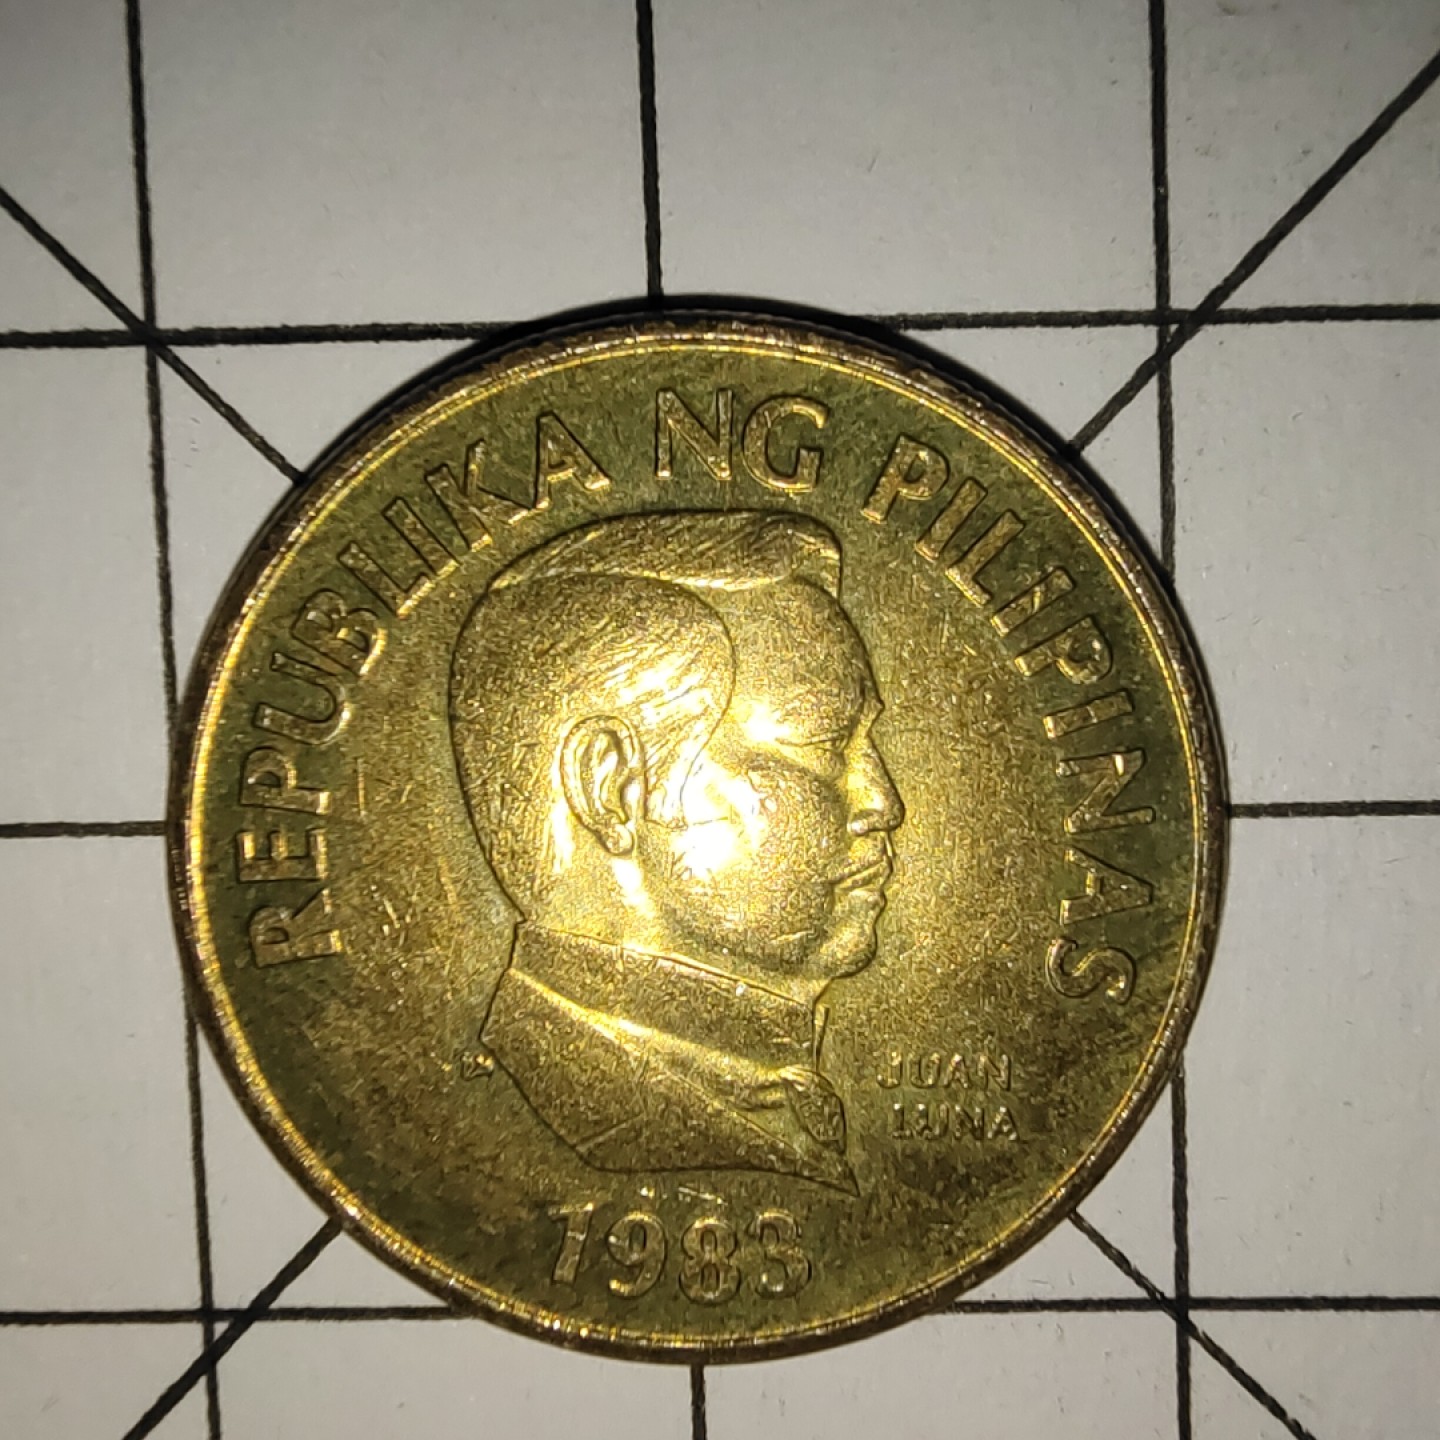 REPUBLIKA NG PILIPINAS
JUAN
LUNA
1983